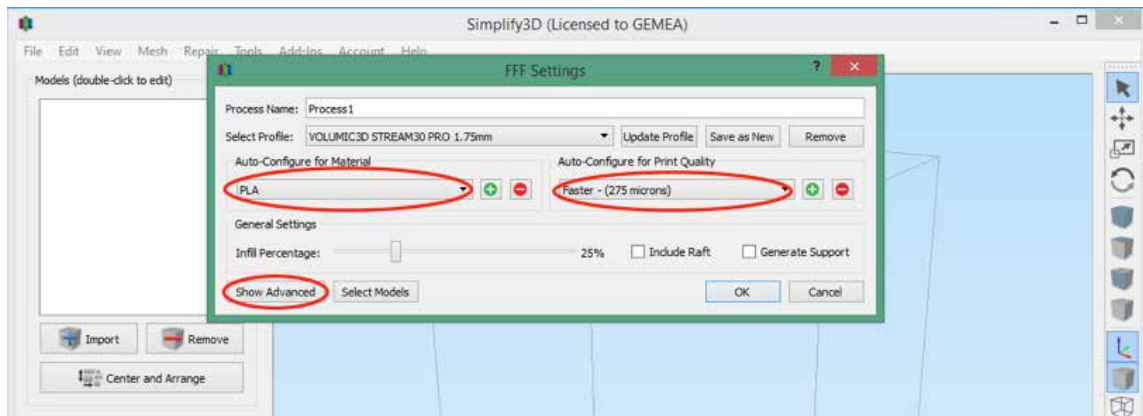 Simplify3D (Licensed to GEMEA)
File Edit View Mesh Repair Tools Add-Ins Account Help
Models (double-click to edit)
FFF Settings
Process Name: Process1
Select Profile: VOLUMIC3D STREAM30 PRO 1.75mm Update Profile Save as New Remove
Auto-Configure for Material Auto-Configure for Print Quality
PLA Faster - (275 microns)
General Settings
Infill Percentage: 25% Include Raft Generate Support
Show Advanced Select Models OK Cancel
Import Remove
Center and Arrange